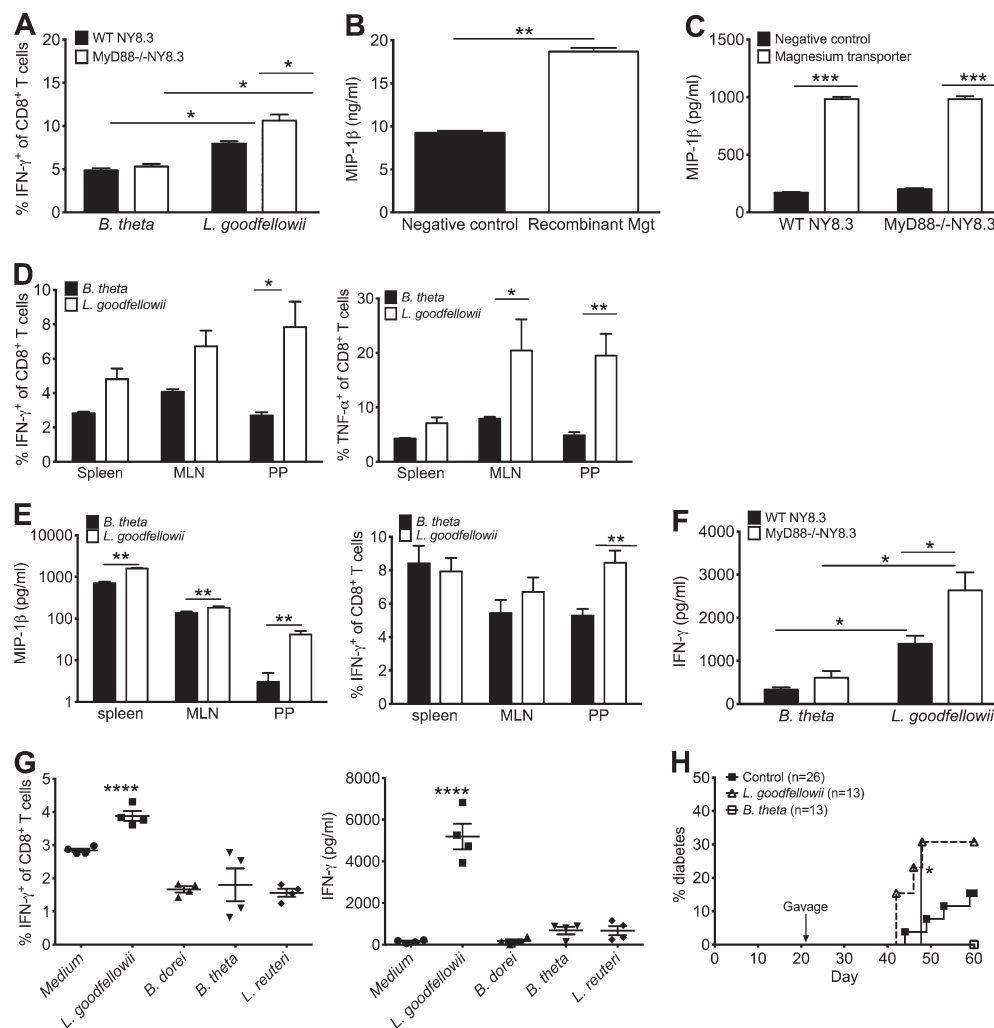 A
WT NY8.3
MyD88-/-NY8.3
% IFN-γ+ of CD8+ T cells
20
15
10
5
0
*
*
*
B. theta
L. goodfellowii
B
MIP-1β (ng/ml)
20
15
10
5
0
**
Negative control
Recombinant Mgt
C
Negative control
Magnesium transporter
MIP-1β (pg/ml)
1500
1000
500
0
***
***
WT NY8.3
MyD88-/-NY8.3
D
B. theta
L. goodfellowii
% IFN-γ+ of CD8+ T cells
10
8
6
4
2
0
*
Spleen
MLN
PP
B. theta
L. goodfellowii
% TNF-α+ of CD8+ T cells
30
20
10
0
*
**
Spleen
MLN
PP
E
B. theta
L. goodfellowii
MIP-1β (pg/ml)
10000
1000
100
10
1
**
**
**
spleen
MLN
PP
B. theta
L. goodfellowii
% IFN-γ+ of CD8+ T cells
10
8
6
4
2
0
**
spleen
MLN
PP
F
WT NY8.3
MyD88-/-NY8.3
IFN-γ (pg/ml)
4000
3000
2000
1000
0
*
*
*
B. theta
L. goodfellowii
G
% IFN-γ+ of CD8+ T cells
5
4
3
2
1
0
****
Medium
L. goodfellowii
B. dorei
B. theta
L. reuteri
IFN-γ (pg/ml)
8000
6000
4000
2000
0
****
Medium
L. goodfellowii
B. dorei
B. theta
L. reuteri
H
Control (n=26)
L. goodfellowii (n=13)
B. theta (n=13)
% diabetes
50
40
30
20
10
0
Gavage
*
0
10
20
30
40
50
60
Day